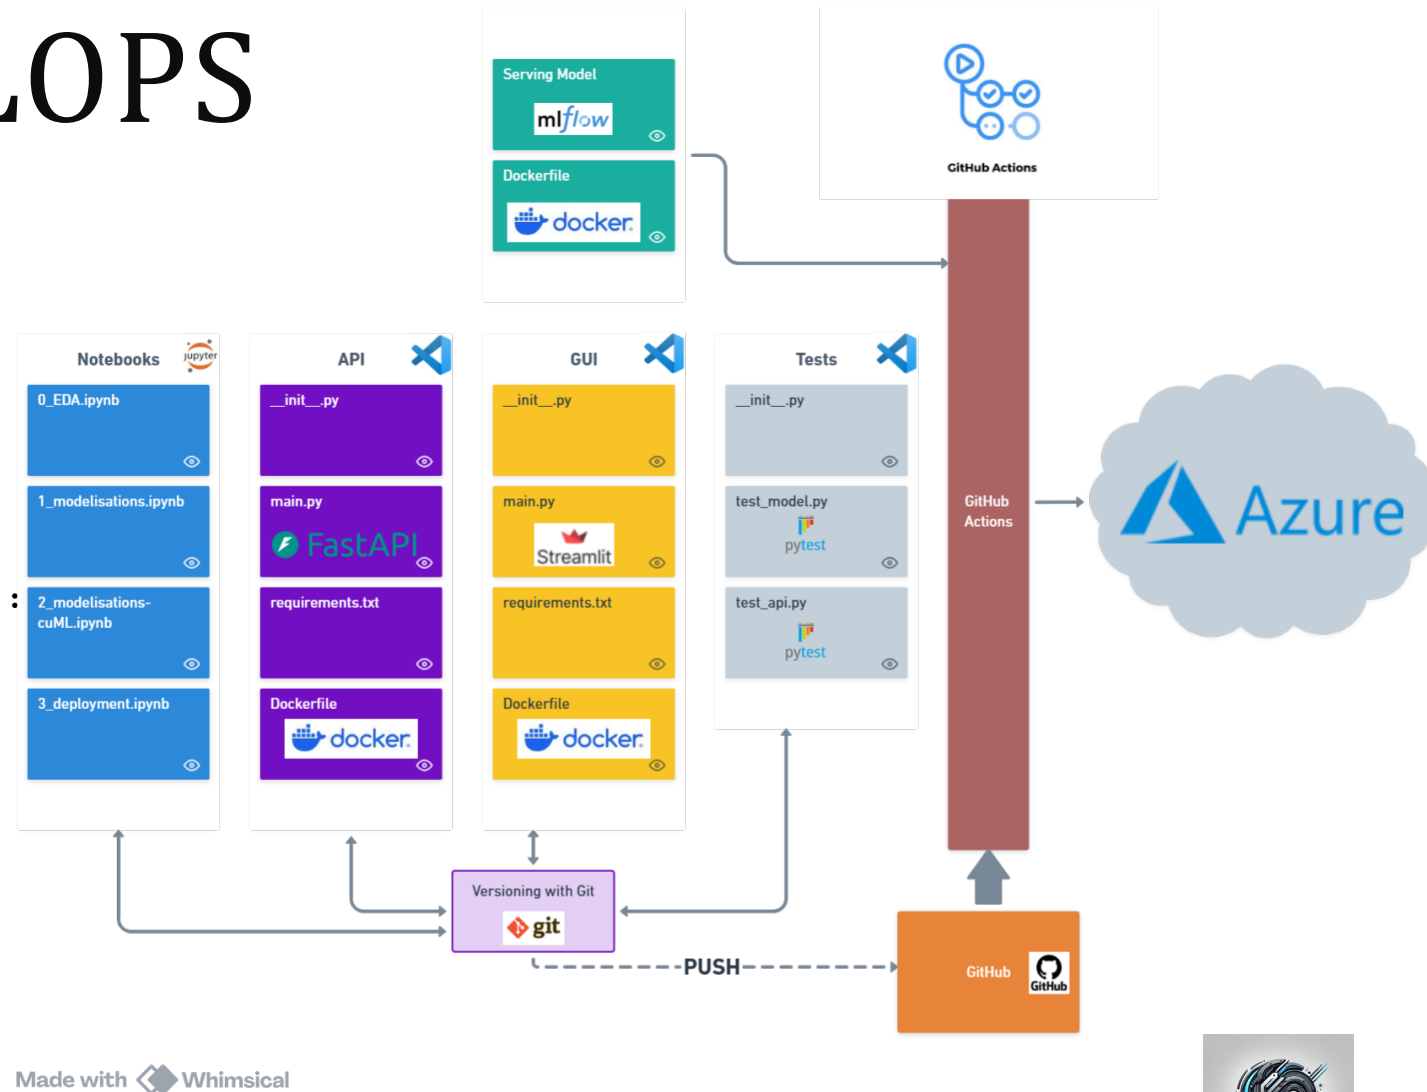 LOPS
Serving Model
mlflow
Dockerfile
docker
GitHub Actions
Notebooks
jupyter
0_EDA.ipynb
1_modelisations.ipynb
2_modelisations-
cuML.ipynb
3_deployment.ipynb
API
__init__.py
main.py
FastAPI
requirements.txt
Dockerfile
docker
GUI
__init__.py
main.py
Streamlit
requirements.txt
Dockerfile
docker
Tests
__init__.py
test_model.py
pytest
test_api.py
pytest
GitHub
Actions
Azure
:
Versioning with Git
git
PUSH
GitHub
GitHub
Made with Whimsical